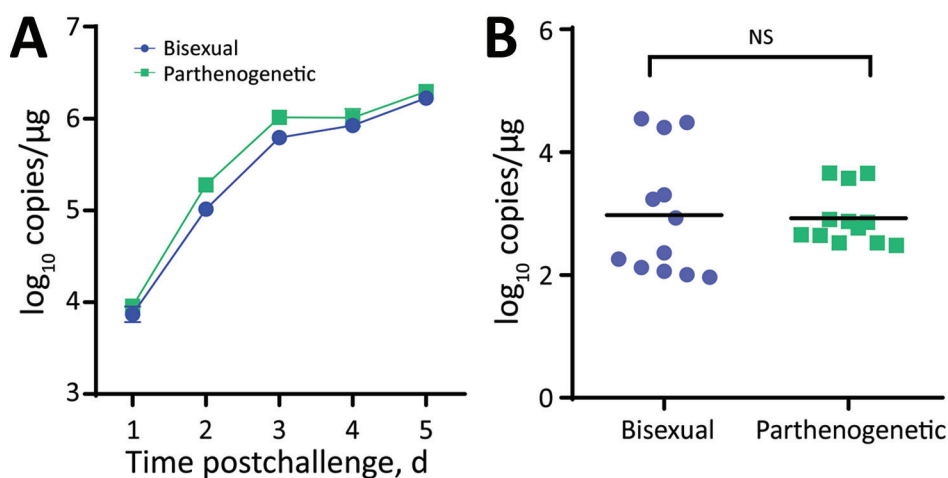 A
7
6
5
4
3
log₁₀ copies/µg
Bisexual
Parthenogenetic
1 2 3 4 5
Time postchallenge, d
B
6
4
2
0
log₁₀ copies/µg
NS
Bisexual Parthenogenetic